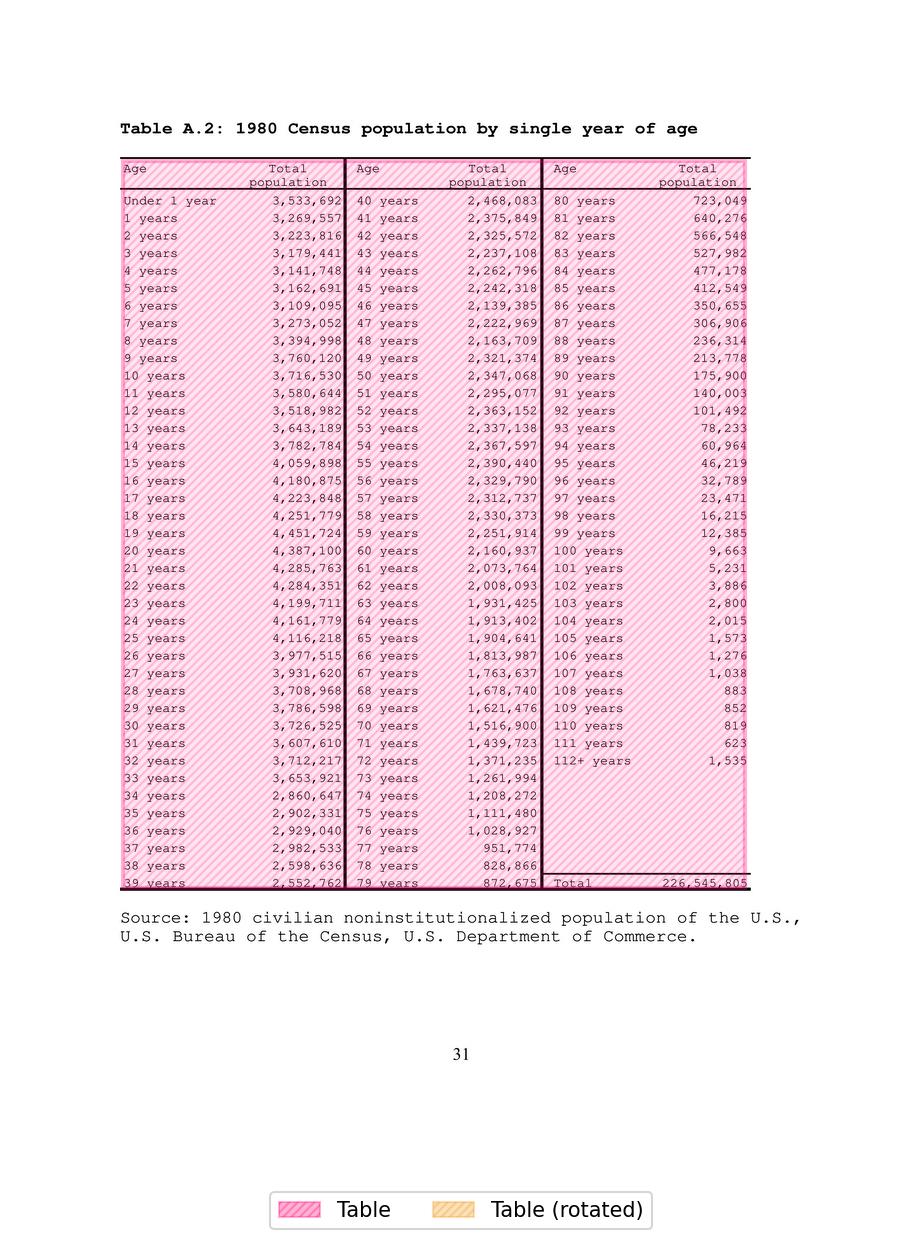 Table A.2: 1980 Census population by single year of age
Age Total population Age Total population Age Total population
Under 1 year 3,533,692 40 years 2,468,083 80 years 723,049
1 years 3,269,557 41 years 2,375,849 81 years 640,276
2 years 3,223,816 42 years 2,325,572 82 years 566,548
3 years 3,179,441 43 years 2,237,108 83 years 527,982
4 years 3,141,748 44 years 2,262,796 84 years 477,178
5 years 3,162,691 45 years 2,242,318 85 years 412,549
6 years 3,109,095 46 years 2,139,385 86 years 350,655
7 years 3,273,052 47 years 2,222,969 87 years 306,906
8 years 3,394,998 48 years 2,163,709 88 years 236,314
9 years 3,760,120 49 years 2,321,374 89 years 213,778
10 years 3,716,530 50 years 2,347,068 90 years 175,900
11 years 3,580,644 51 years 2,295,077 91 years 140,003
12 years 3,518,982 52 years 2,363,152 92 years 101,492
13 years 3,643,189 53 years 2,337,138 93 years 78,233
14 years 3,782,784 54 years 2,367,597 94 years 60,964
15 years 4,059,898 55 years 2,390,440 95 years 46,219
16 years 4,180,875 56 years 2,329,790 96 years 32,789
17 years 4,223,848 57 years 2,312,737 97 years 23,471
18 years 4,251,779 58 years 2,330,373 98 years 16,215
19 years 4,451,724 59 years 2,251,914 99 years 12,385
20 years 4,387,100 60 years 2,160,937 100 years 9,663
21 years 4,285,763 61 years 2,073,764 101 years 5,231
22 years 4,284,351 62 years 2,008,093 102 years 3,886
23 years 4,199,711 63 years 1,931,425 103 years 2,800
24 years 4,161,779 64 years 1,913,402 104 years 2,015
25 years 4,116,218 65 years 1,904,641 105 years 1,573
26 years 3,977,515 66 years 1,813,987 106 years 1,276
27 years 3,931,620 67 years 1,763,637 107 years 1,038
28 years 3,708,968 68 years 1,678,740 108 years 883
29 years 3,786,598 69 years 1,621,476 109 years 852
30 years 3,726,525 70 years 1,516,900 110 years 819
31 years 3,607,610 71 years 1,439,723 111 years 623
32 years 3,712,217 72 years 1,371,235 112+ years 1,535
33 years 3,653,921 73 years 1,261,994
34 years 2,860,647 74 years 1,208,272
35 years 2,902,331 75 years 1,111,480
36 years 2,929,040 76 years 1,028,927
37 years 2,982,533 77 years 951,774
38 years 2,598,636 78 years 828,866
39 years 2,552,762 79 years 872,675 Total 226,545,805
Source: 1980 civilian noninstitutionalized population of the U.S.,
U.S. Bureau of the Census, U.S. Department of Commerce.
31
Table Table (rotated)